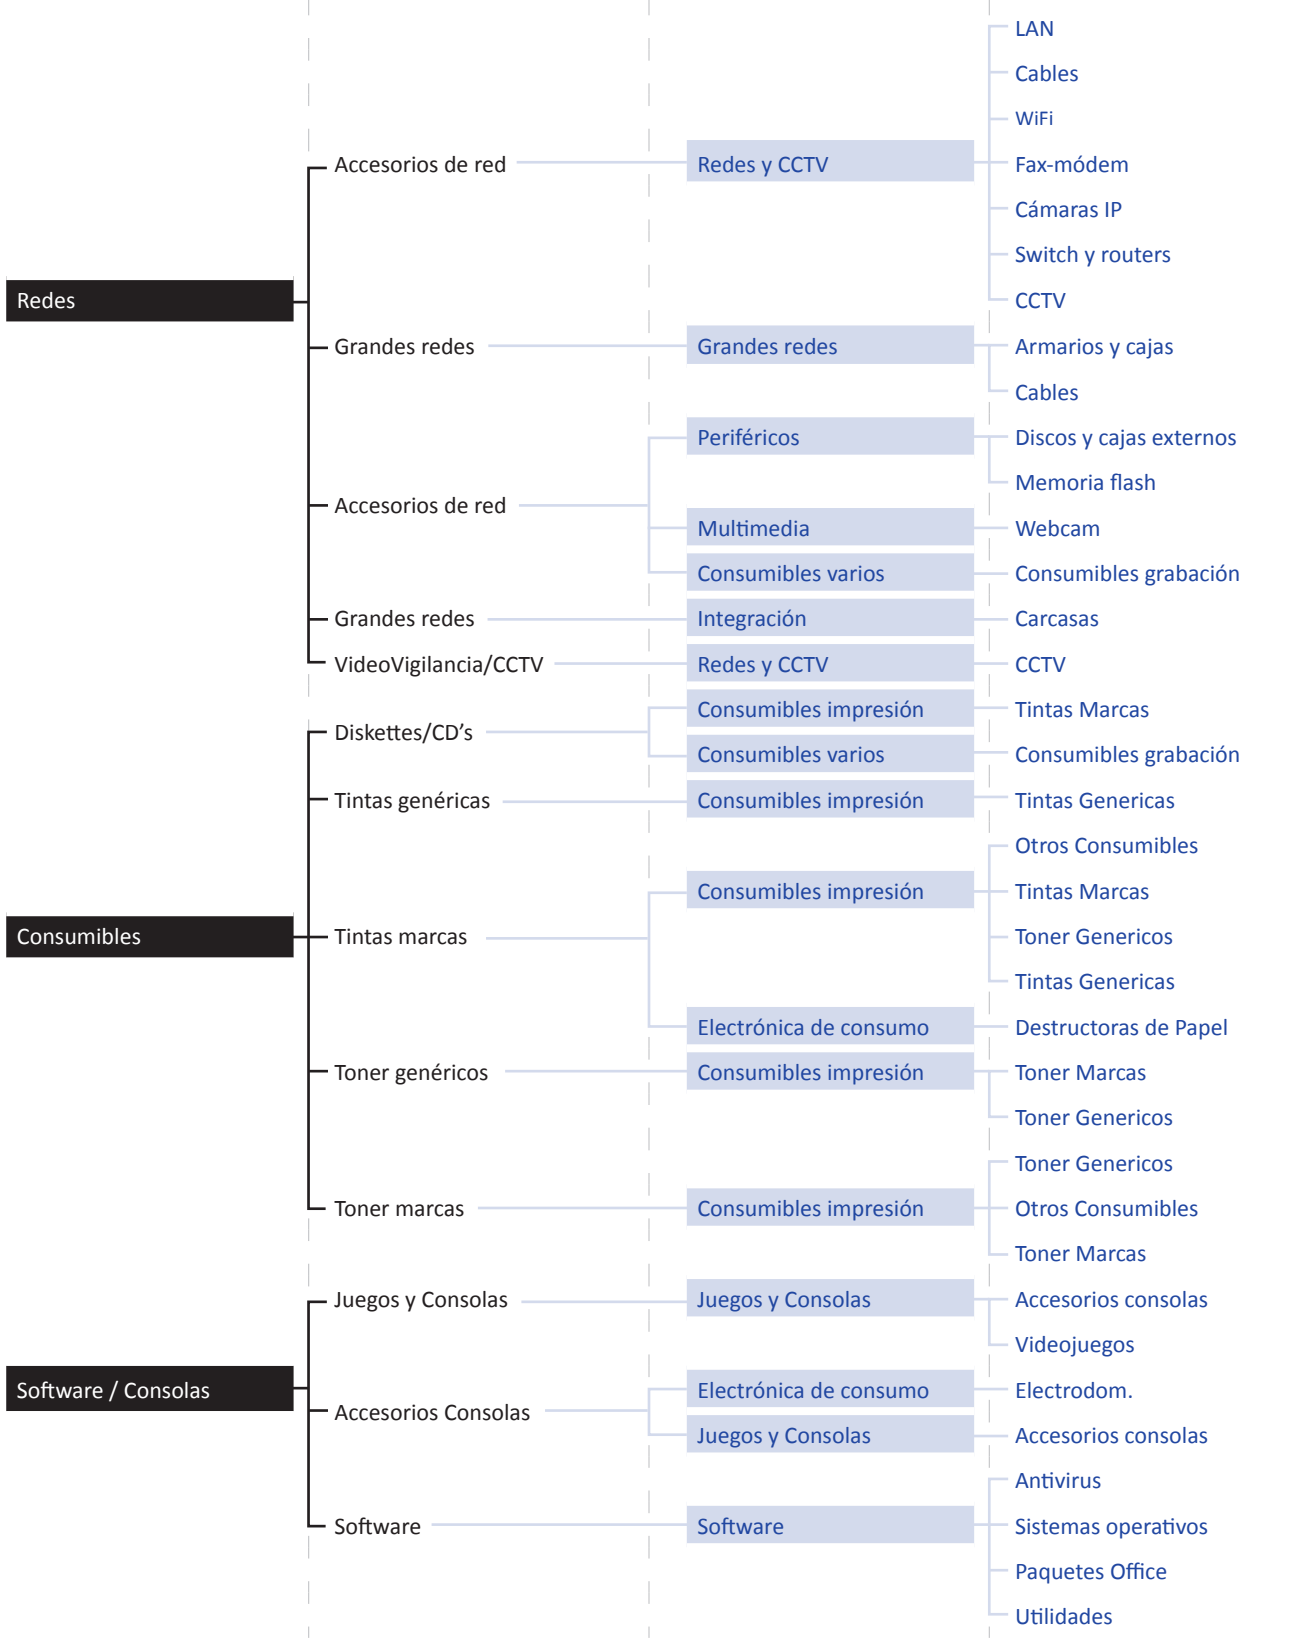 LAN
Cables
WiFi
Accesorios de red
Redes y CCTV
Fax-módem
Cámaras IP
Switch y routers
Redes
CCTV
Grandes redes
Grandes redes
Armarios y cajas
Cables
Periféricos
Discos y cajas externos
Memoria flash
Accesorios de red
Multimedia
Webcam
Consumibles varios
Consumibles grabación
Grandes redes
Integración
Carcasas
VideoVigilancia/CCTV
Redes y CCTV
CCTV
Consumibles impresión
Tintas Marcas
Diskettes/CD’s
Consumibles varios
Consumibles grabación
Tintas genéricas
Consumibles impresión
Tintas Genericas
Otros Consumibles
Consumibles impresión
Tintas Marcas
Consumibles
Tintas marcas
Toner Genericos
Tintas Genericas
Electrónica de consumo
Destructoras de Papel
Toner genéricos
Consumibles impresión
Toner Marcas
Toner Genericos
Toner Genericos
Toner marcas
Consumibles impresión
Otros Consumibles
Toner Marcas
Juegos y Consolas
Juegos y Consolas
Accesorios consolas
Videojuegos
Software / Consolas
Electrónica de consumo
Electrodom.
Accesorios Consolas
Juegos y Consolas
Accesorios consolas
Antivirus
Software
Software
Sistemas operativos
Paquetes Office
Utilidades